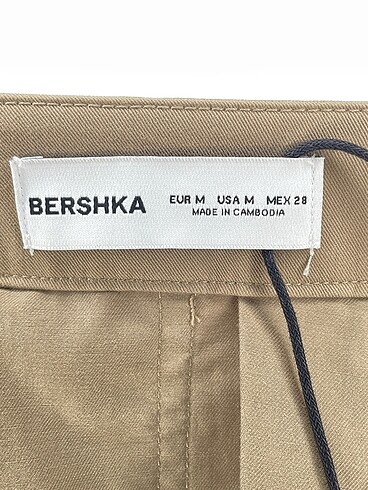 BERSHKA
EUR M USA M MEX 28
MADE IN CAMBODIA